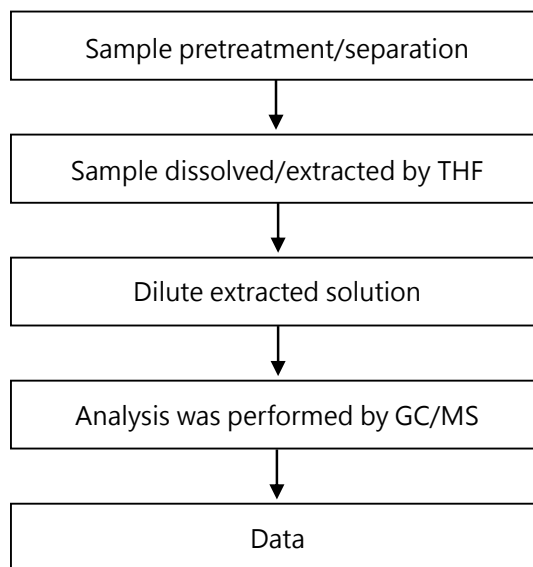 Sample pretreatment/separation
Sample dissolved/extracted by THF
Dilute extracted solution
Analysis was performed by GC/MS
Data